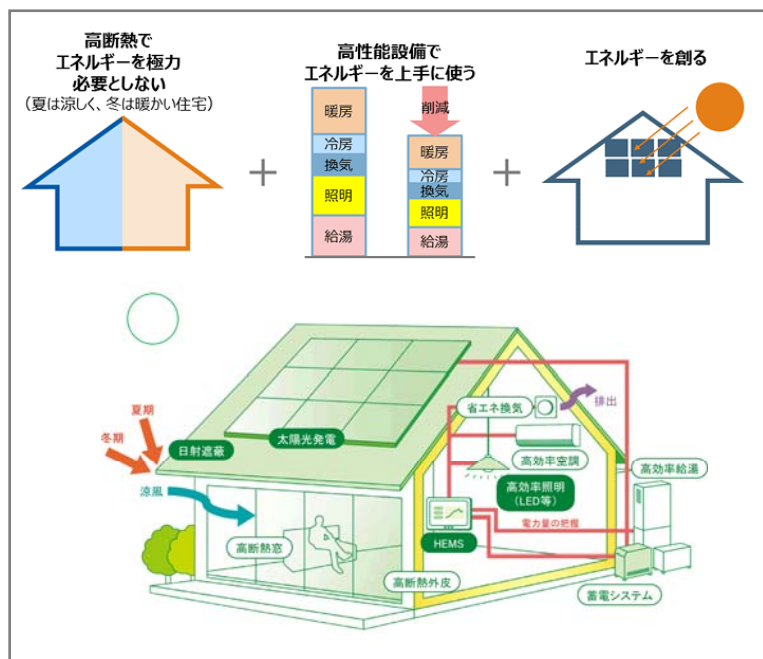 高断熱で
エネルギーを極力
必要としない
（夏は涼しく、冬は暖かい住宅）
高性能設備で
エネルギーを上手に使う
エネルギーを創る
暖房
冷房
換気
照明
給湯
削減
暖房
冷房
換気
照明
給湯
夏期
冬期
日射遮蔽
太陽光発電
涼風
高断熱窓
高断熱外皮
省エネ換気
排出
高効率空調
高効率照明
（LED等）
高効率給湯
HEMS
電力量の把握
蓄電システム